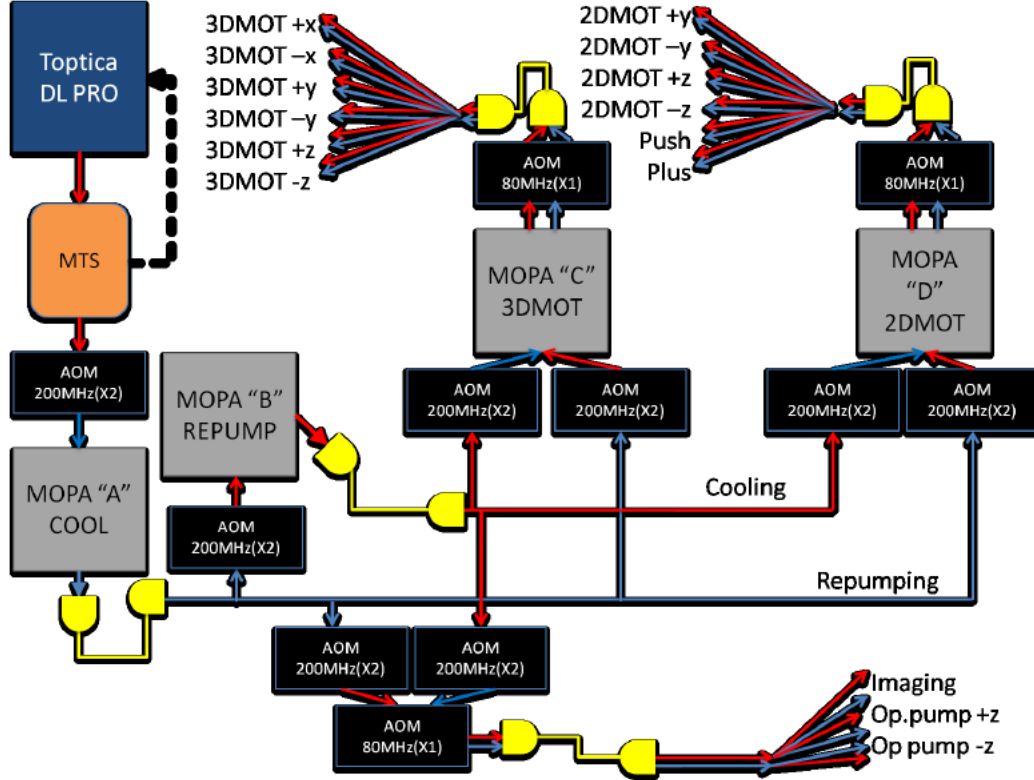 Toptica
DL PRO
MTS
AOM
200MHz(X2)
MOPA “A”
COOL
MOPA “B”
REPUMP
AOM
200MHz(X2)
3DMOT +x
3DMOT –x
3DMOT +y
3DMOT –y
3DMOT +z
3DMOT -z
AOM
80MHz(X1)
MOPA “C”
3DMOT
AOM
200MHz(X2)
AOM
200MHz(X2)
2DMOT +y
2DMOT –y
2DMOT +z
2DMOT –z
Push
Plus
AOM
80MHz(X1)
MOPA
“D”
2DMOT
AOM
200MHz(X2)
AOM
200MHz(X2)
Cooling
Repumping
AOM
200MHz(X2)
AOM
200MHz(X2)
AOM
80MHz(X1)
Imaging
Op.pump +z
Op pump -z